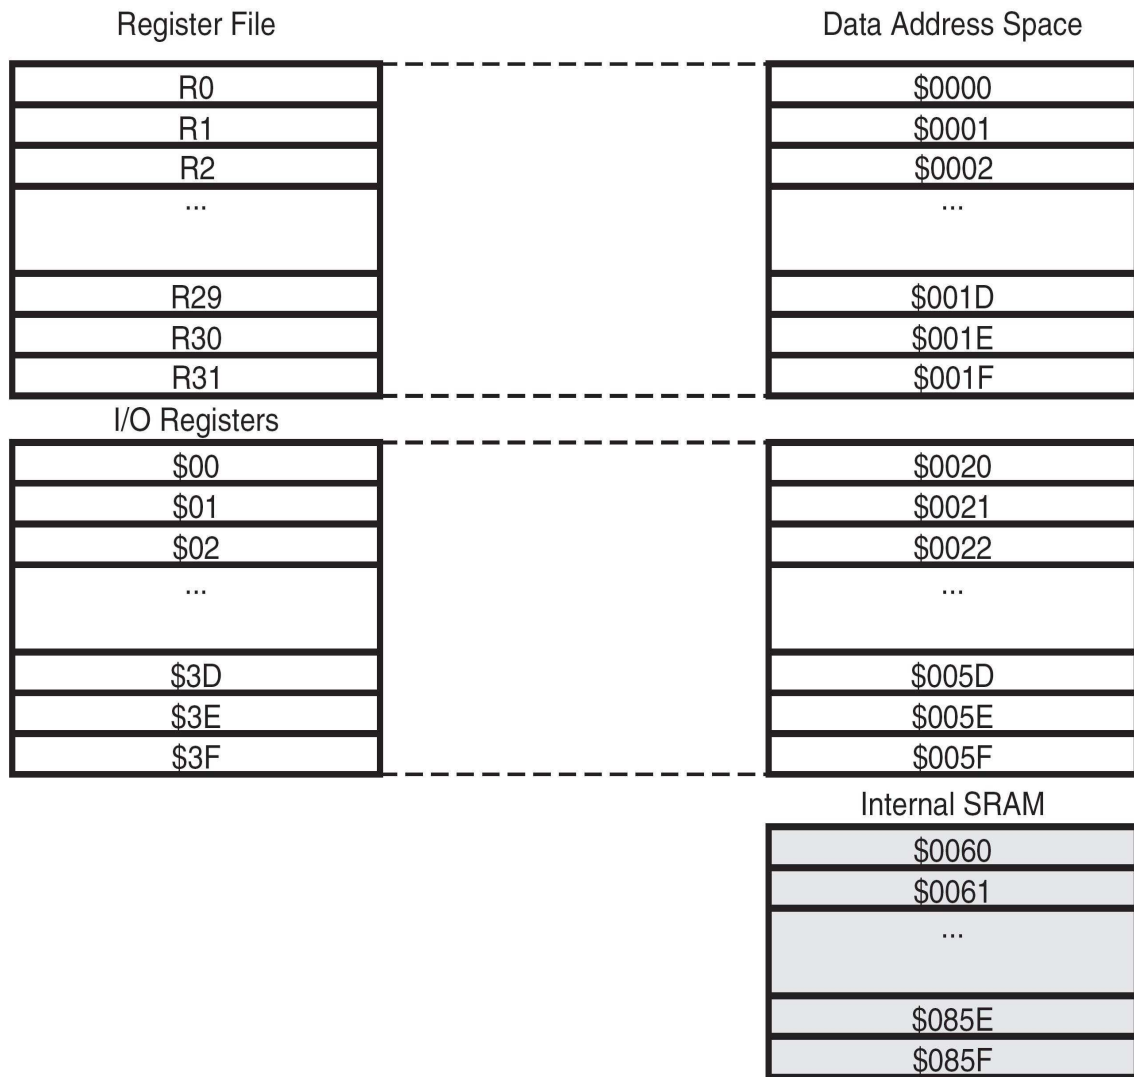 Register File Data Address Space
R0 $0000
R1 $0001
R2 $0002
... ...
R29 $001D
R30 $001E
R31 $001F
I/O Registers
$00 $0020
$01 $0021
$02 $0022
... ...
$3D $005D
$3E $005E
$3F $005F
Internal SRAM
$0060
$0061
...
$085E
$085F